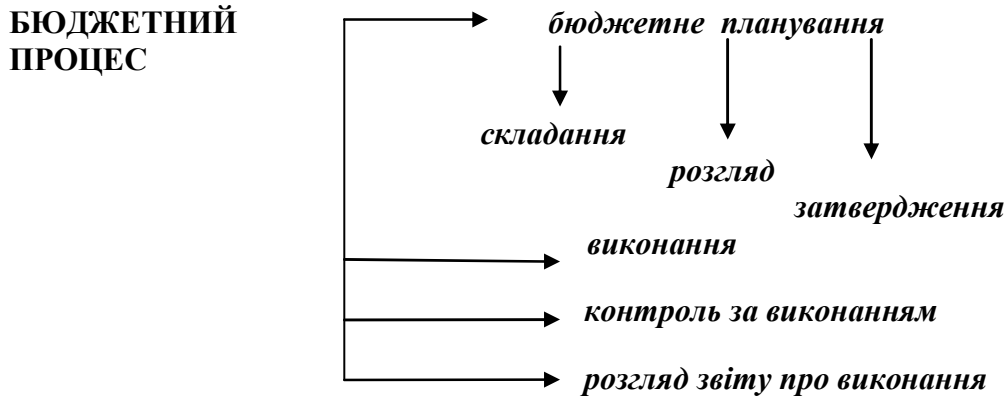 БЮДЖЕТНИЙ
ПРОЦЕС
бюджетне планування
складання
розгляд
затвердження
виконання
контроль за виконанням
розгляд звіту про виконання